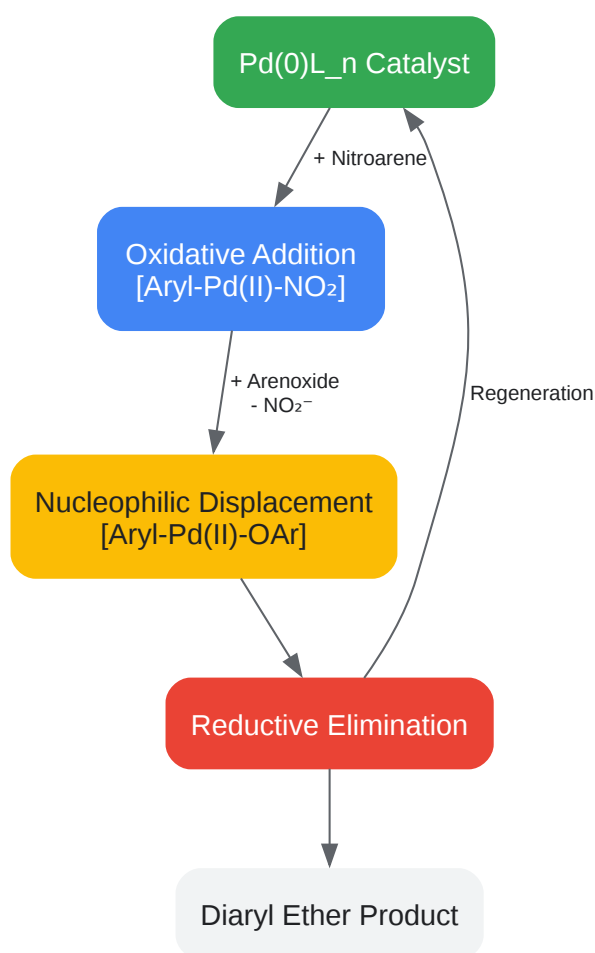 Pd(0)L_n Catalyst
+ Nitroarene
Oxidative Addition
[Aryl-Pd(II)-NO₂]
+ Arenoxide
- NO₂⁻
Regeneration
Nucleophilic Displacement
[Aryl-Pd(II)-OAr]
Reductive Elimination
Diaryl Ether Product